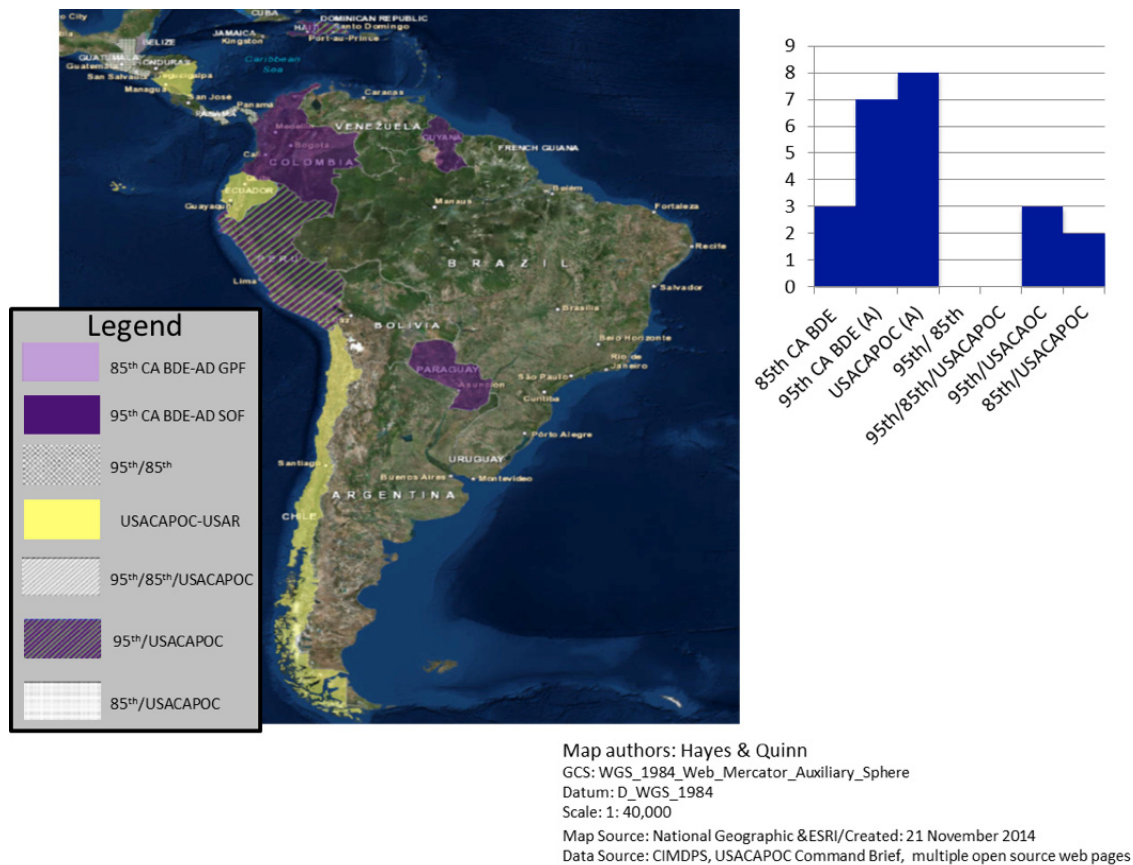 o City
CUBA
DOMINICAN REPUBLIC
Santo Domingo
JAMAICA
Kingston
HAITI
Port-au-Prince
BELIZE
Caribbean
Sea
GUATEMALA
Guatemala
HONDURAS
San Salvador
Tegucigalpa
Managua
San José
Panamá
PANAMA
Caracas
VENEZUELA
Medellín
Bogotá
GUYANA
Cali
COLOMBIA
FRENCH GUIANA
ECUADOR
Guayaqu
Belém
Manaus
Fortaleza
PERU
Recife
Lima
BRAZIL
Salvador
BOLIVIA
Brasília
Belo Horizonte
PARAGUAY
Rio de
Janeiro
Asunción
São Paulo
Curitiba
Pôrto Alegre
Santiago
URUGUAY
Buenos Aires
Montevideo
ARGENTINA
CHILE
Legend
85th CA BDE-AD GPF
95th CA BDE-AD SOF
95th/85th
USACAPOC-USAR
95th/85th/USACAPOC
95th/USACAPOC
85th/USACAPOC
9
8
7
6
5
4
3
2
1
0
85th CA BDE
95th CA BDE (A)
USACAPOC (A)
95th/ 85th
95th/85th/USACAPOC
95th/USACAOC
85th/USACAPOC
Map authors: Hayes & Quinn
GCS: WGS_1984_Web_Mercator_Auxiliary_Sphere
Datum: D_WGS_1984
Scale: 1: 40,000
Map Source: National Geographic &ESRI/Created: 21 November 2014
Data Source: CIMDPS, USACAPOC Command Brief, multiple open source web pages